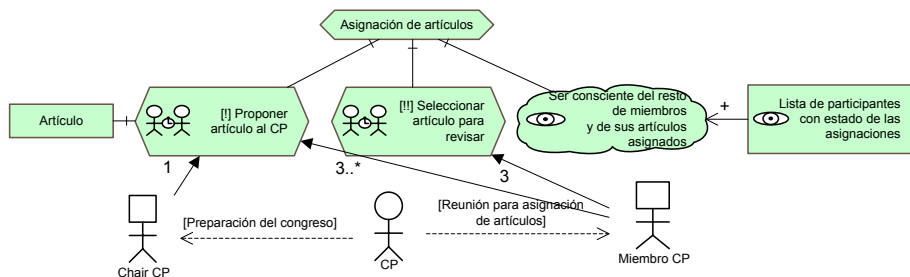 Asignación de artículos
Artículo
[!] Proponer
artículo al CP
[!!] Seleccionar
artículo para
revisar
Ser consciente del resto
de miembros
y de sus artículos
asignados
+
Lista de participantes
con estado de las
asignaciones
1
3..*
3
[Preparación del congreso]
[Reunión para asignación
de artículos]
Chair CP
CP
Miembro CP